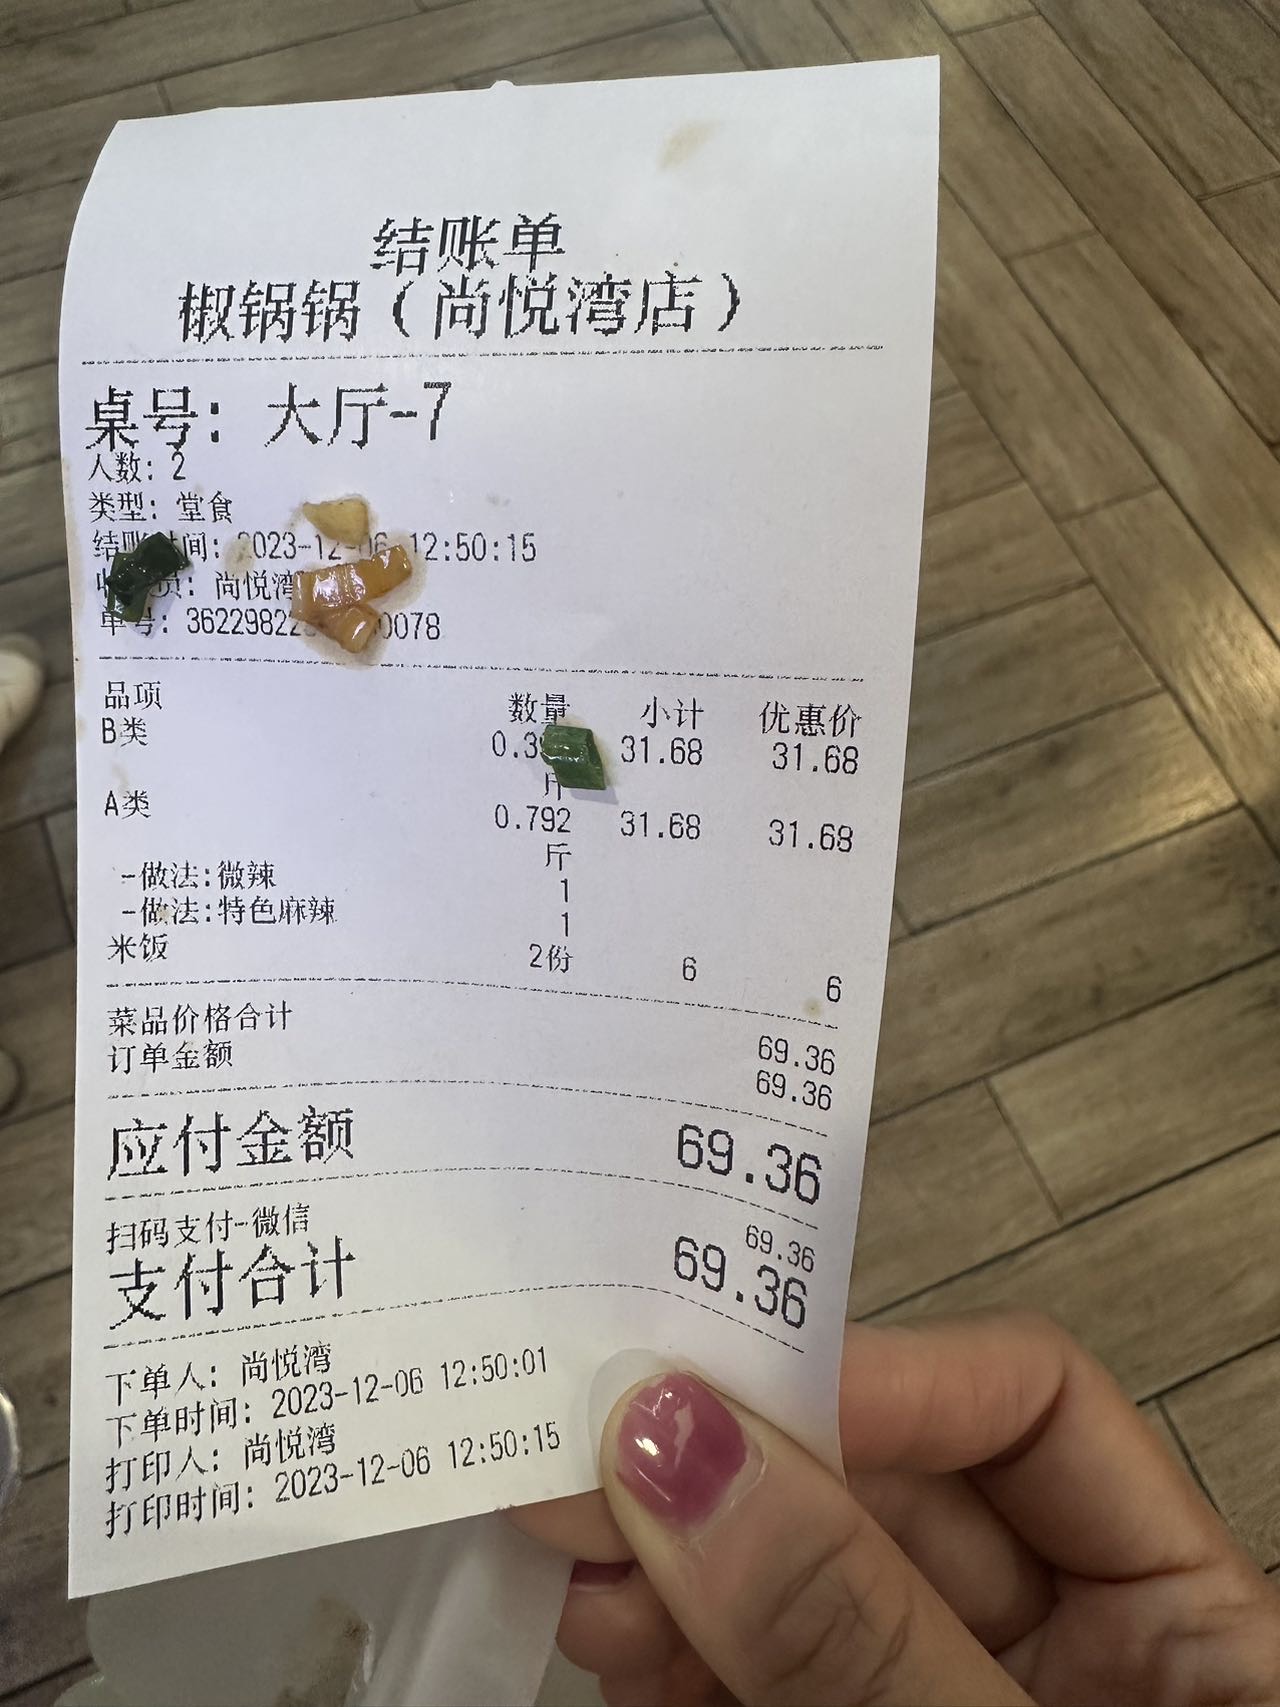 结账单
椒锅锅（尚悦湾店）
桌号: 大厅-7
人数: 2
类型: 堂食
结账时间: 2023-12-06 12:50:15
员: 尚悦湾
单号:
品项 数量 小计 优惠价
B类 31.68 31.68
斤
A类 0.792 31.68 31.68
斤
-做法:微辣 1
-做法:特色麻辣 1
米饭 2份 6 6
菜品价格合计 69.36
订单金额 69.36
应付金额 69.36
扫码支付-微信 69.36
支付合计 69.36
下单人: 尚悦湾
下单时间: 2023-12-06 12:50:01
打印人: 尚悦湾
打印时间: 2023-12-06 12:50:15